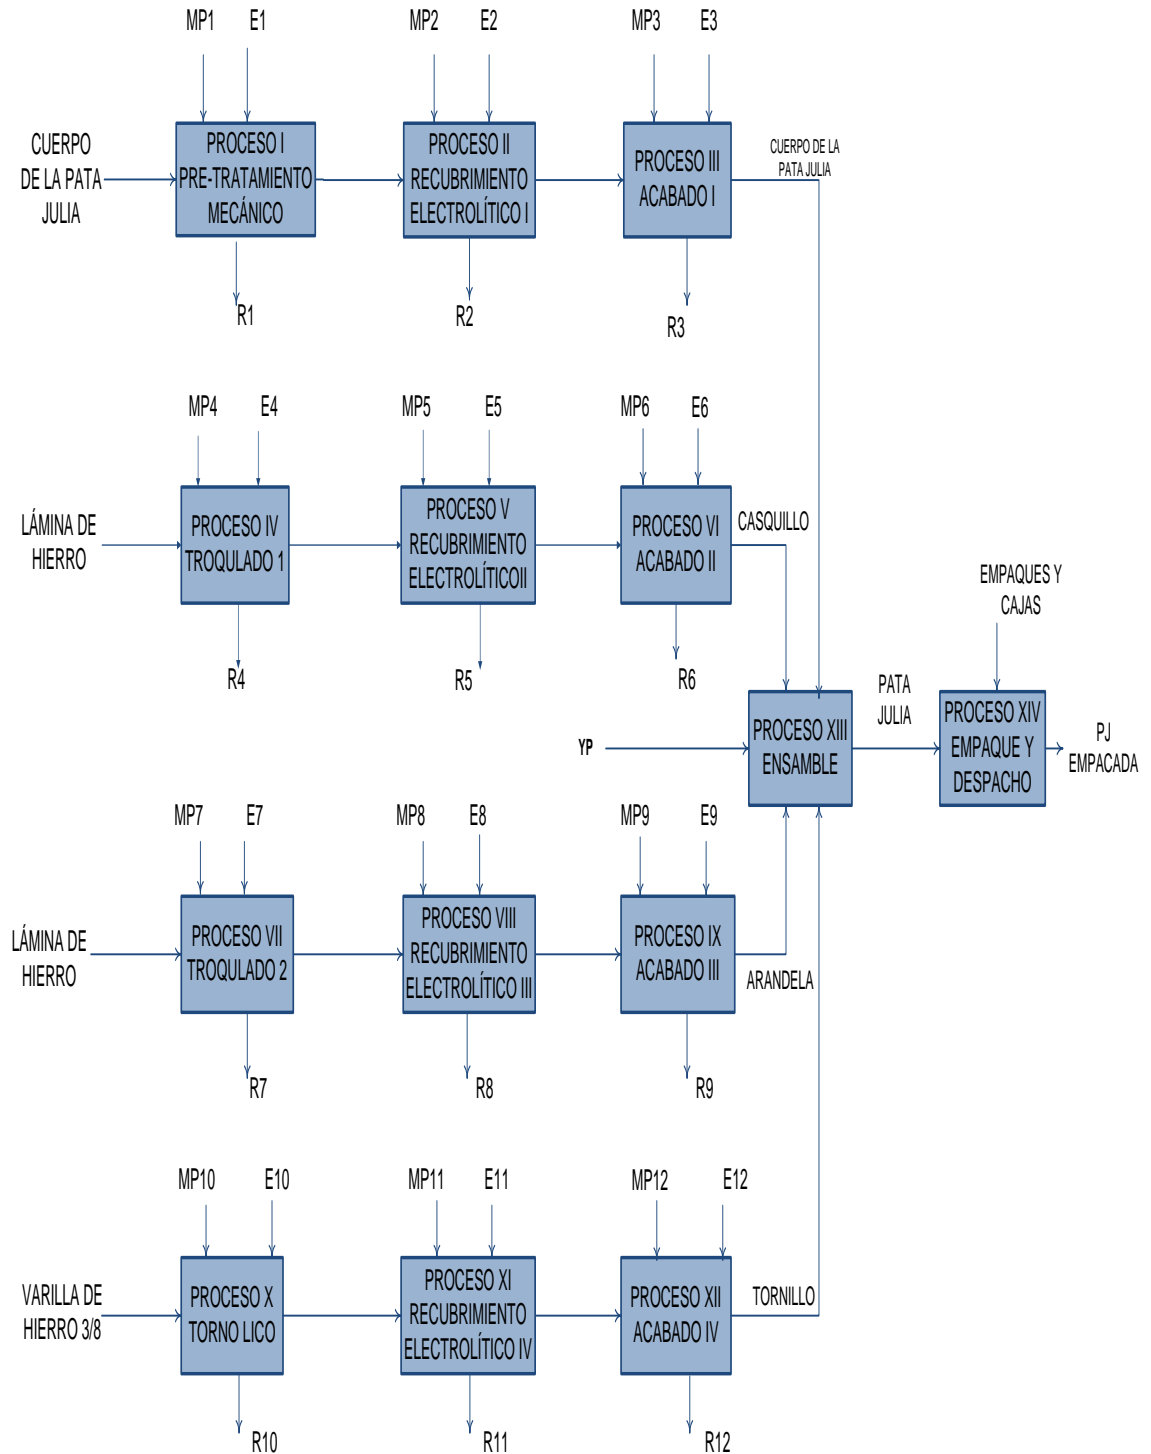 MP1
E1
MP2
E2
MP3
E3
CUERPO
DE LA PATA
JULIA
PROCESO I
PRE-TRATAMIENTO
MECÁNICO
PROCESO II
RECUBRIMIENTO
ELECTROLÍTICO I
PROCESO III
ACABADO I
CUERPO DE LA
PATA JULIA
R1
R2
R3
MP4
E4
MP5
E5
MP6
E6
LÁMINA DE
HIERRO
PROCESO IV
TROQULADO 1
PROCESO V
RECUBRIMIENTO
ELECTROLÍTICOII
PROCESO VI
ACABADO II
CASQUILLO
R4
R5
R6
EMPAQUES Y
CAJAS
YP
PROCESO XIII
ENSAMBLE
PATA
JULIA
PROCESO XIV
EMPAQUE Y
DESPACHO
PJ
EMPACADA
MP7
E7
MP8
E8
MP9
E9
LÁMINA DE
HIERRO
PROCESO VII
TROQULADO 2
PROCESO VIII
RECUBRIMIENTO
ELECTROLÍTICO III
PROCESO IX
ACABADO III
ARANDELA
R7
R8
R9
MP10
E10
MP11
E11
MP12
E12
VARILLA DE
HIERRO 3/8
PROCESO X
TORNO LICO
PROCESO XI
RECUBRIMIENTO
ELECTROLÍTICO IV
PROCESO XII
ACABADO IV
TORNILLO
R10
R11
R12